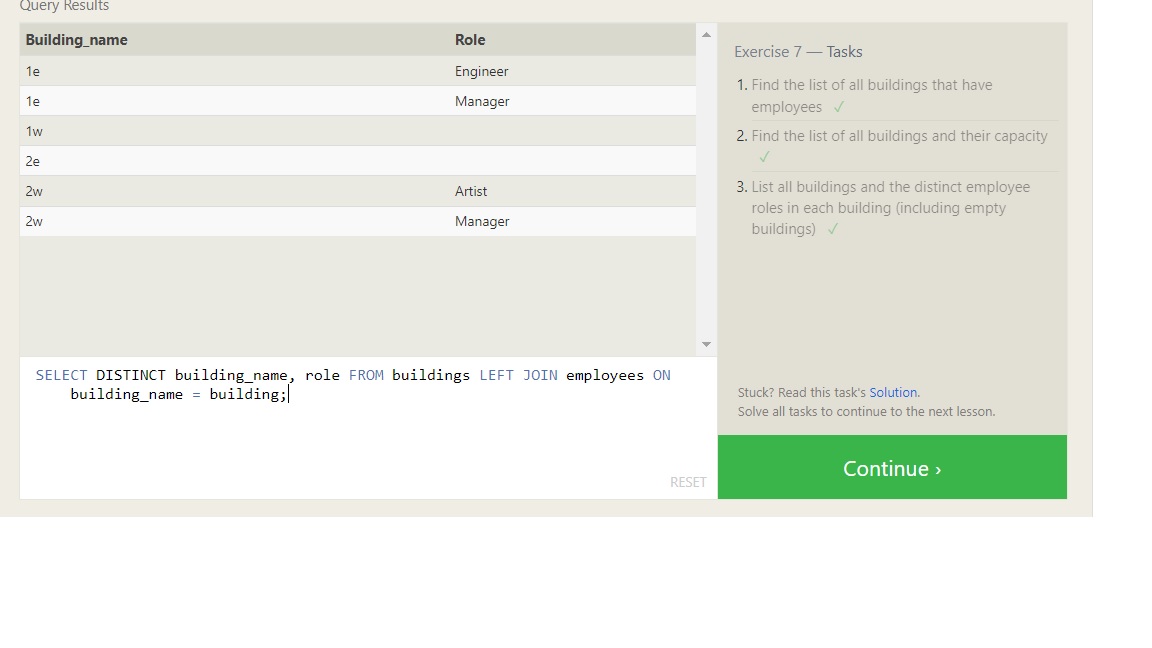 Query Results
Building_name Role
1e Engineer
1e Manager
1w
2e
2w Artist
2w Manager
SELECT DISTINCT building_name, role FROM buildings LEFT JOIN employees ON
building_name = building;
RESET
Exercise 7 — Tasks
1. Find the list of all buildings that have
employees ✓
2. Find the list of all buildings and their capacity
✓
3. List all buildings and the distinct employee
roles in each building (including empty
buildings) ✓
Stuck? Read this task's Solution.
Solve all tasks to continue to the next lesson.
Continue ›